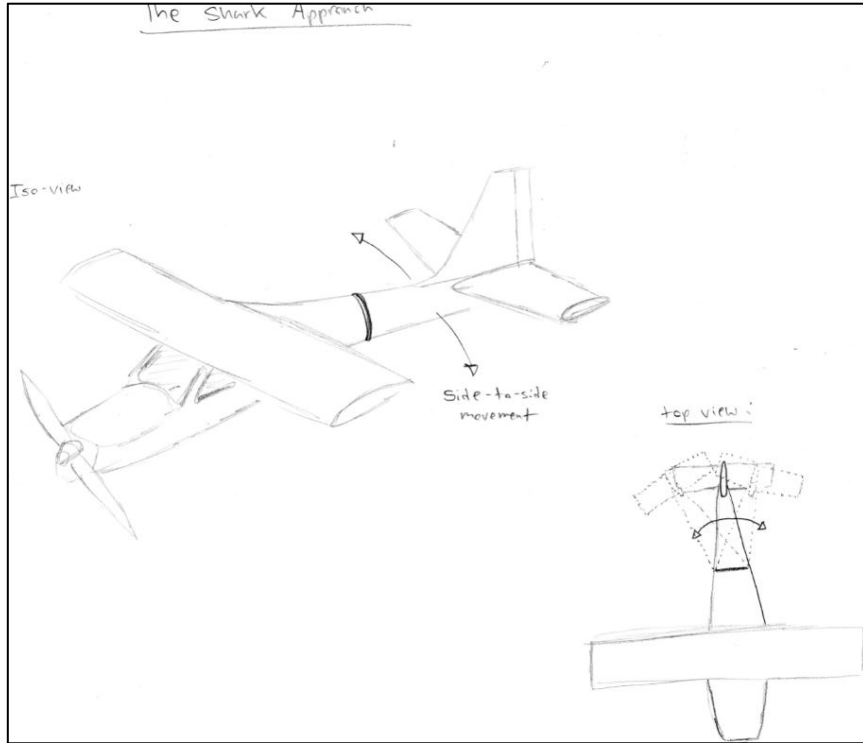 The Shark Approach
Iso-view
Side-to-side
movement
top view: